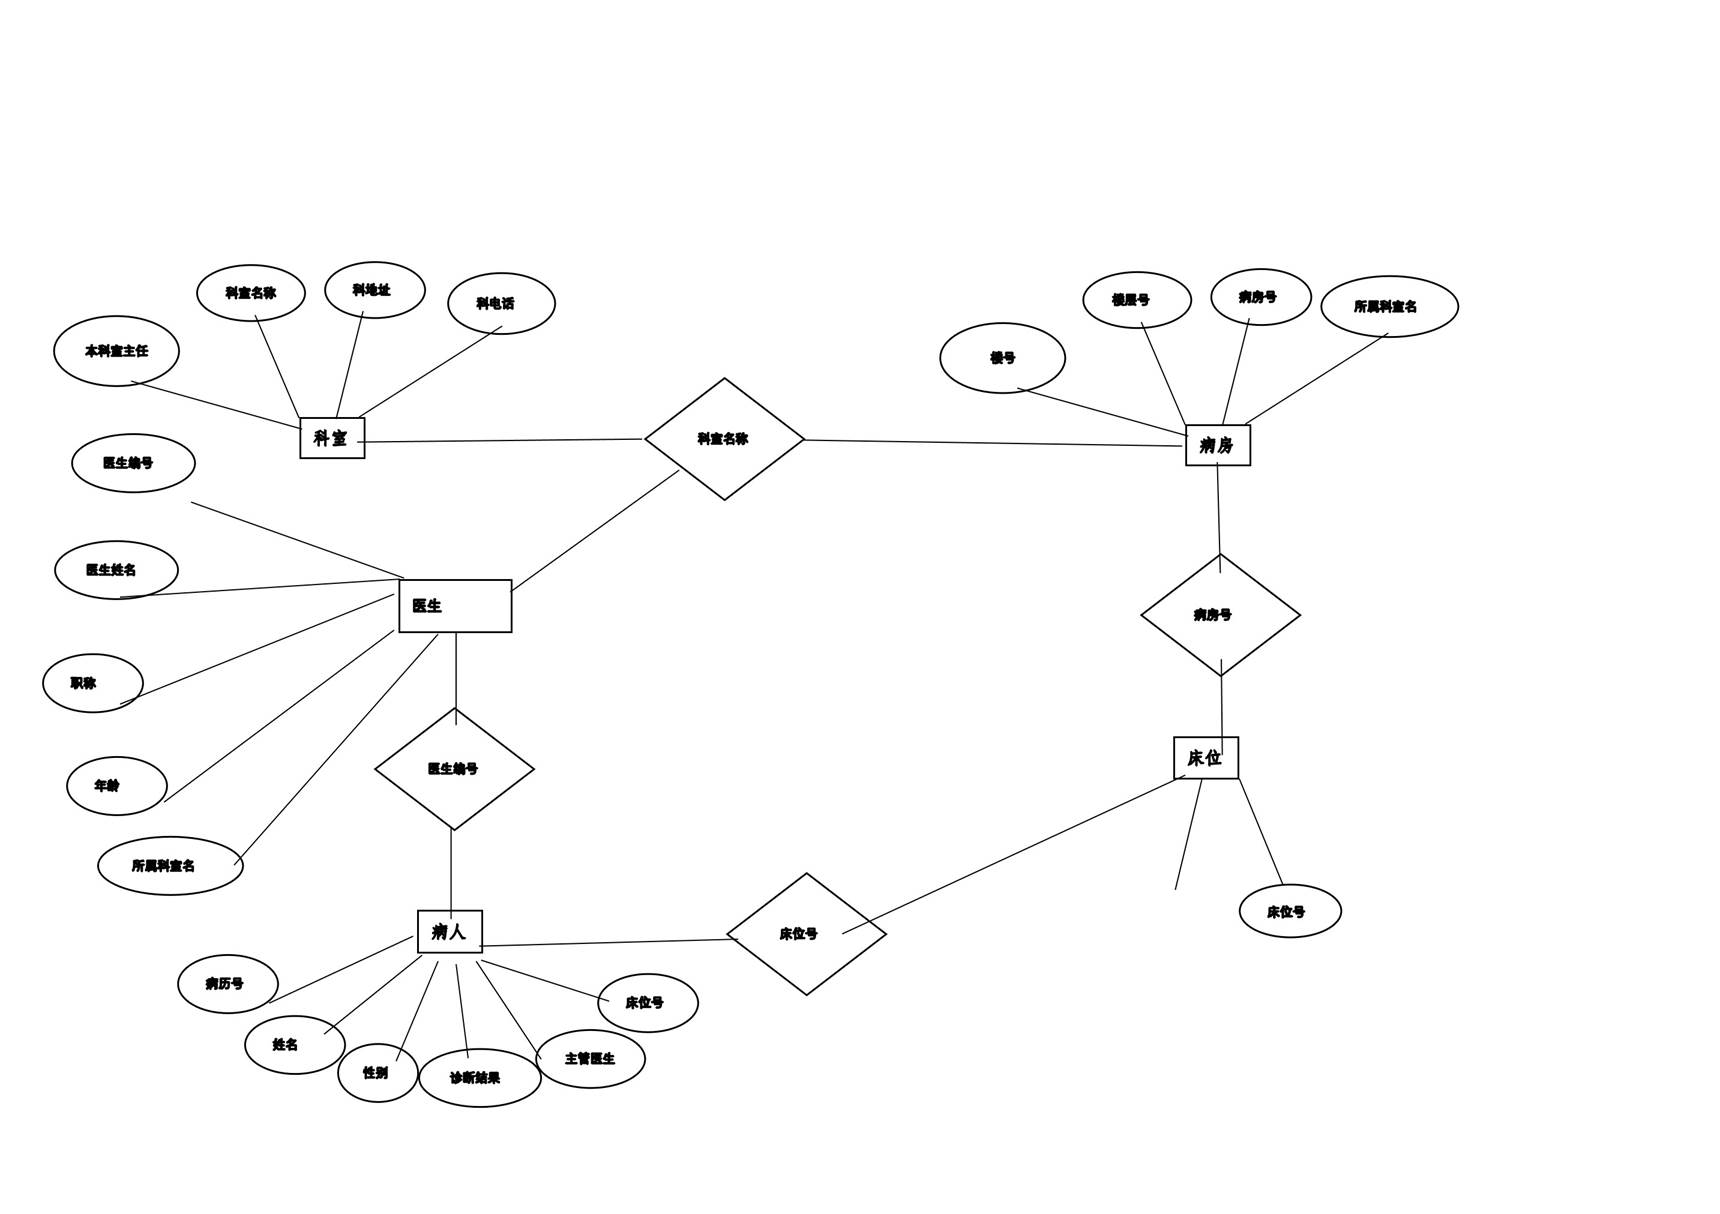 科室名称
科地址
科电话
本科室主任
楼层号
病房号
所属科室名
楼号
科室
科室名称
病房
医生编号
医生姓名
医生
病房号
职称
年龄
医生编号
床位
所属科室名
病人
床位号
床位号
病历号
姓名
性别
诊断结果
主管医生
床位号